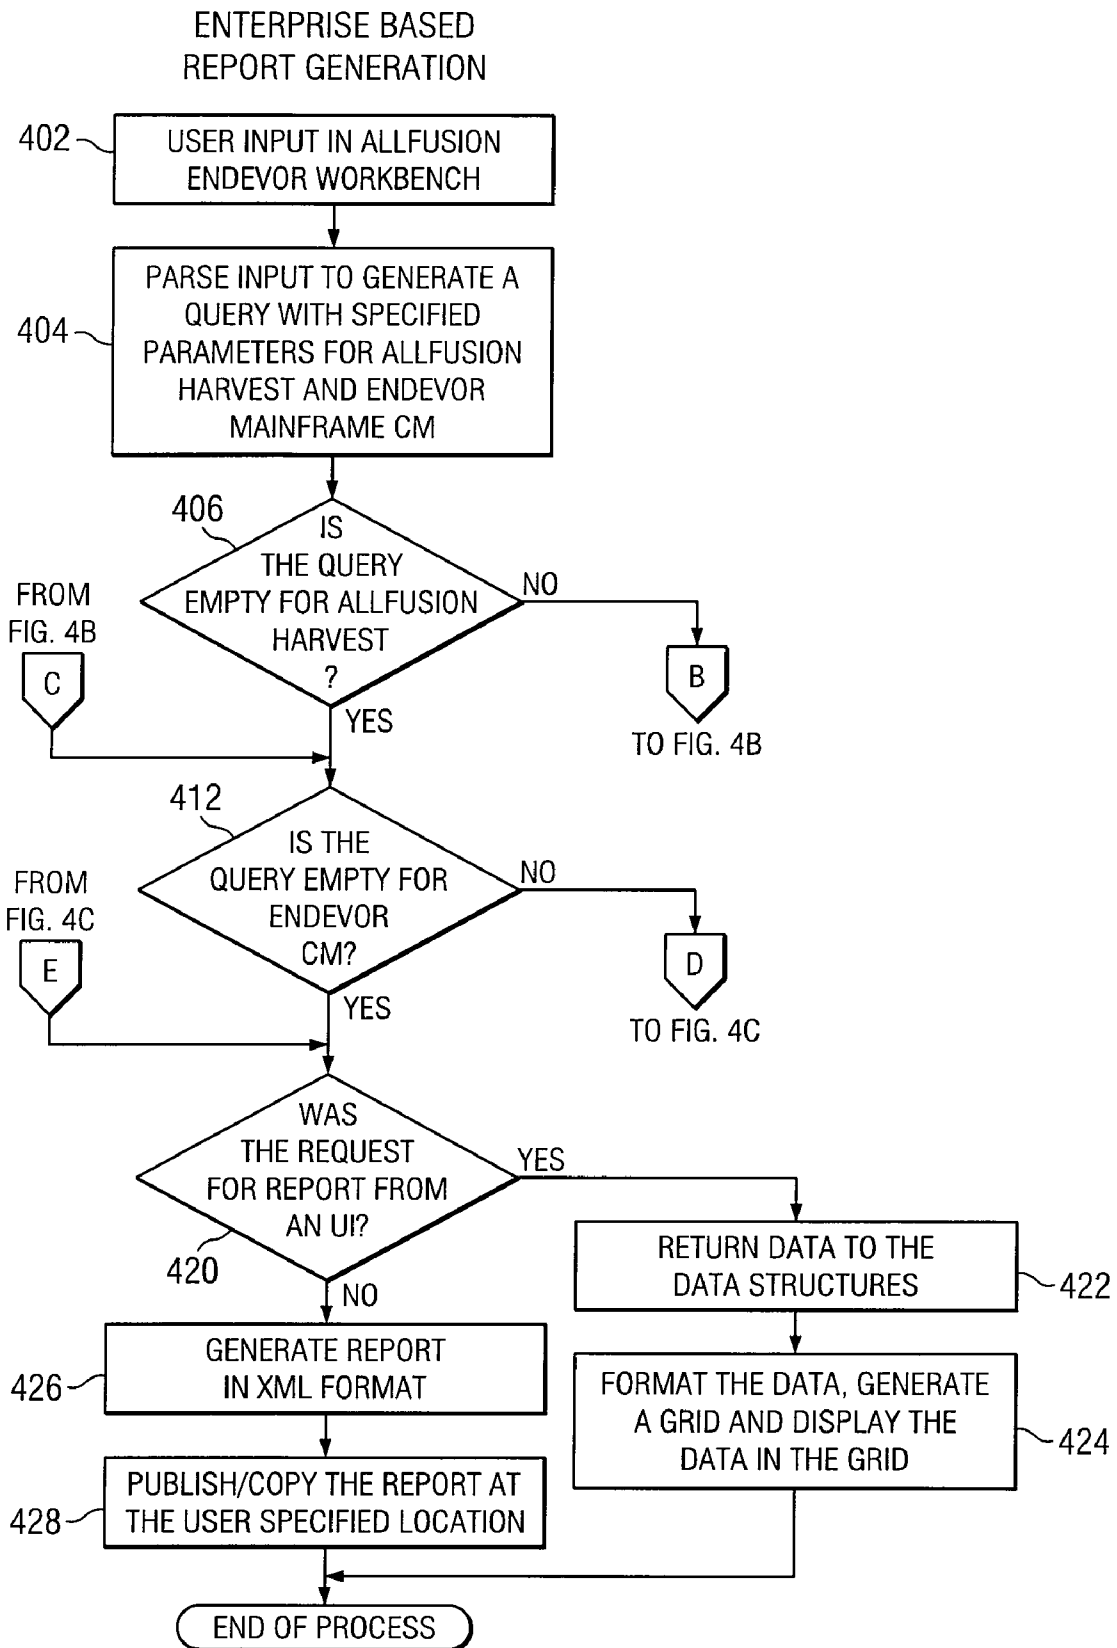 ENTERPRISE BASED
REPORT GENERATION
402
USER INPUT IN ALLFUSION
ENDEVOR WORKBENCH
404
PARSE INPUT TO GENERATE A
QUERY WITH SPECIFIED
PARAMETERS FOR ALLFUSION
HARVEST AND ENDEVOR
MAINFRAME CM
406
IS
THE QUERY
EMPTY FOR ALLFUSION
HARVEST
?
NO
FROM
FIG. 4B
C
B
TO FIG. 4B
YES
412
IS THE
QUERY EMPTY FOR
ENDEVOR
CM?
NO
FROM
FIG. 4C
E
D
TO FIG. 4C
YES
WAS
THE REQUEST
FOR REPORT FROM
AN UI?
420
YES
NO
RETURN DATA TO THE
DATA STRUCTURES
422
GENERATE REPORT
IN XML FORMAT
426
FORMAT THE DATA, GENERATE
A GRID AND DISPLAY THE
DATA IN THE GRID
424
PUBLISH/COPY THE REPORT AT
THE USER SPECIFIED LOCATION
428
END OF PROCESS